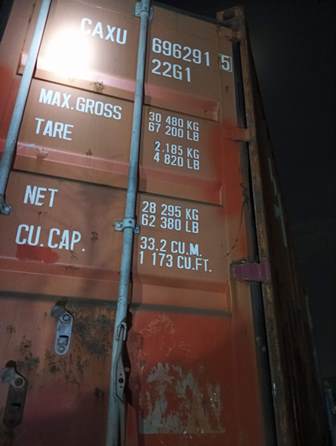 CAXU 696291 5
22G1
MAX.GROSS 30 480 KG
67 200 LB
TARE 2.185 KG
4 820 LB
NET 28 295 KG
62 380 LB
CU.CAP. 33.2 CU.M.
1 173 CU.FT.